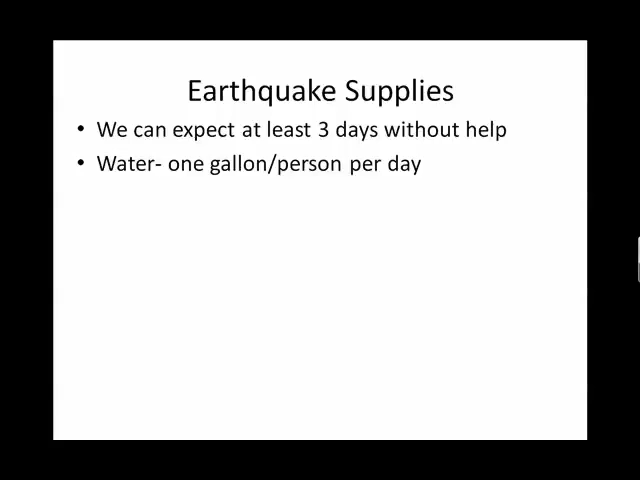 Earthquake Supplies
• We can expect at least 3 days without help
• Water- one gallon/person per day